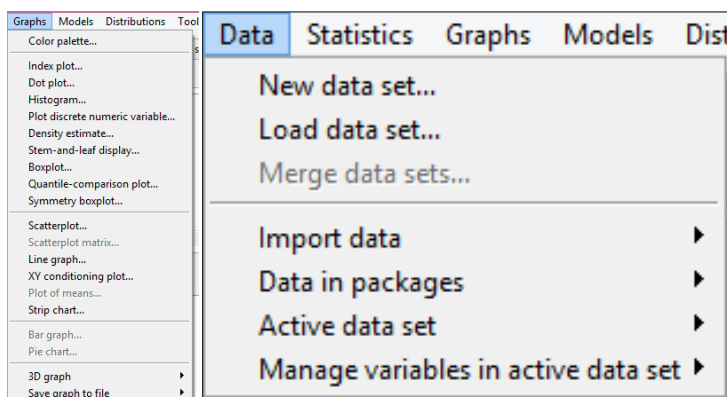 Graphs Models Distributions Tool
Color palette...
s
Index plot...
Dot plot...
Histogram...
Plot discrete numeric variable...
Density estimate...
Stem-and-leaf display...
Boxplot...
Quantile-comparison plot...
Symmetry boxplot...
Scatterplot...
Scatterplot matrix...
Line graph...
XY conditioning plot...
Plot of means...
Strip chart...
Bar graph...
Pie chart...
3D graph
Save graph to file
Data Statistics Graphs Models Dist
New data set...
Load data set...
Merge data sets...
Import data
Data in packages
Active data set
Manage variables in active data set